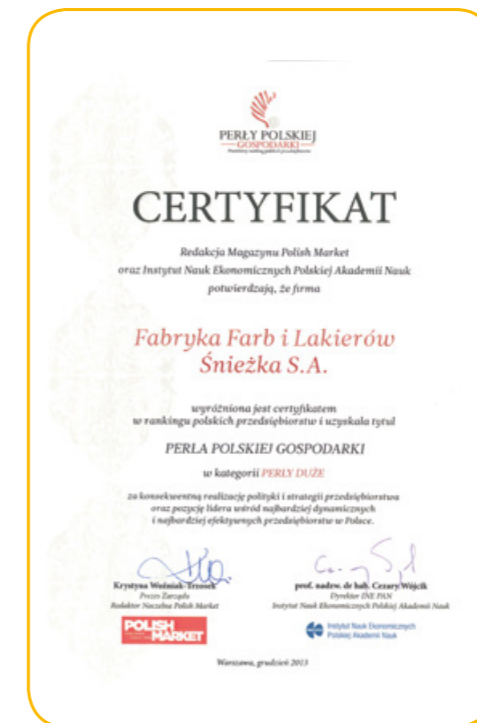 PERŁY POLSKIEJ
GOSPODARKI
CERTYFIKAT
Redakcja Magazynu Polish Market
oraz Instytut Nauk Ekonomicznych Polskiej Akademii Nauk
potwierdzają, że firma
Fabryka Farb i Lakierów
Śnieżka S.A.
wyróżniona jest certyfikatem
w rankingu polskich przedsiębiorstw i uzyskała tytuł
PERŁA POLSKIEJ GOSPODARKI
w kategorii PERŁY DUŻE
za konsekwentną realizację polityki i strategii przedsiębiorstwa
oraz pozycję lidera wśród najbardziej dynamicznych
i najbardziej efektywnych przedsiębiorstw w Polsce.
Krystyna Woźniak-Trzosek
Prezes Zarządu
Redaktor Naczelna Polish Market
POLISH
MARKET
prof. nadzw. dr hab. Cezary Wójcik
Dyrektor INE PAN
Instytut Nauk Ekonomicznych Polskiej Akademii Nauk
Instytut Nauk Ekonomicznych
Polskiej Akademii Nauk
Warszawa, grudzień 2013